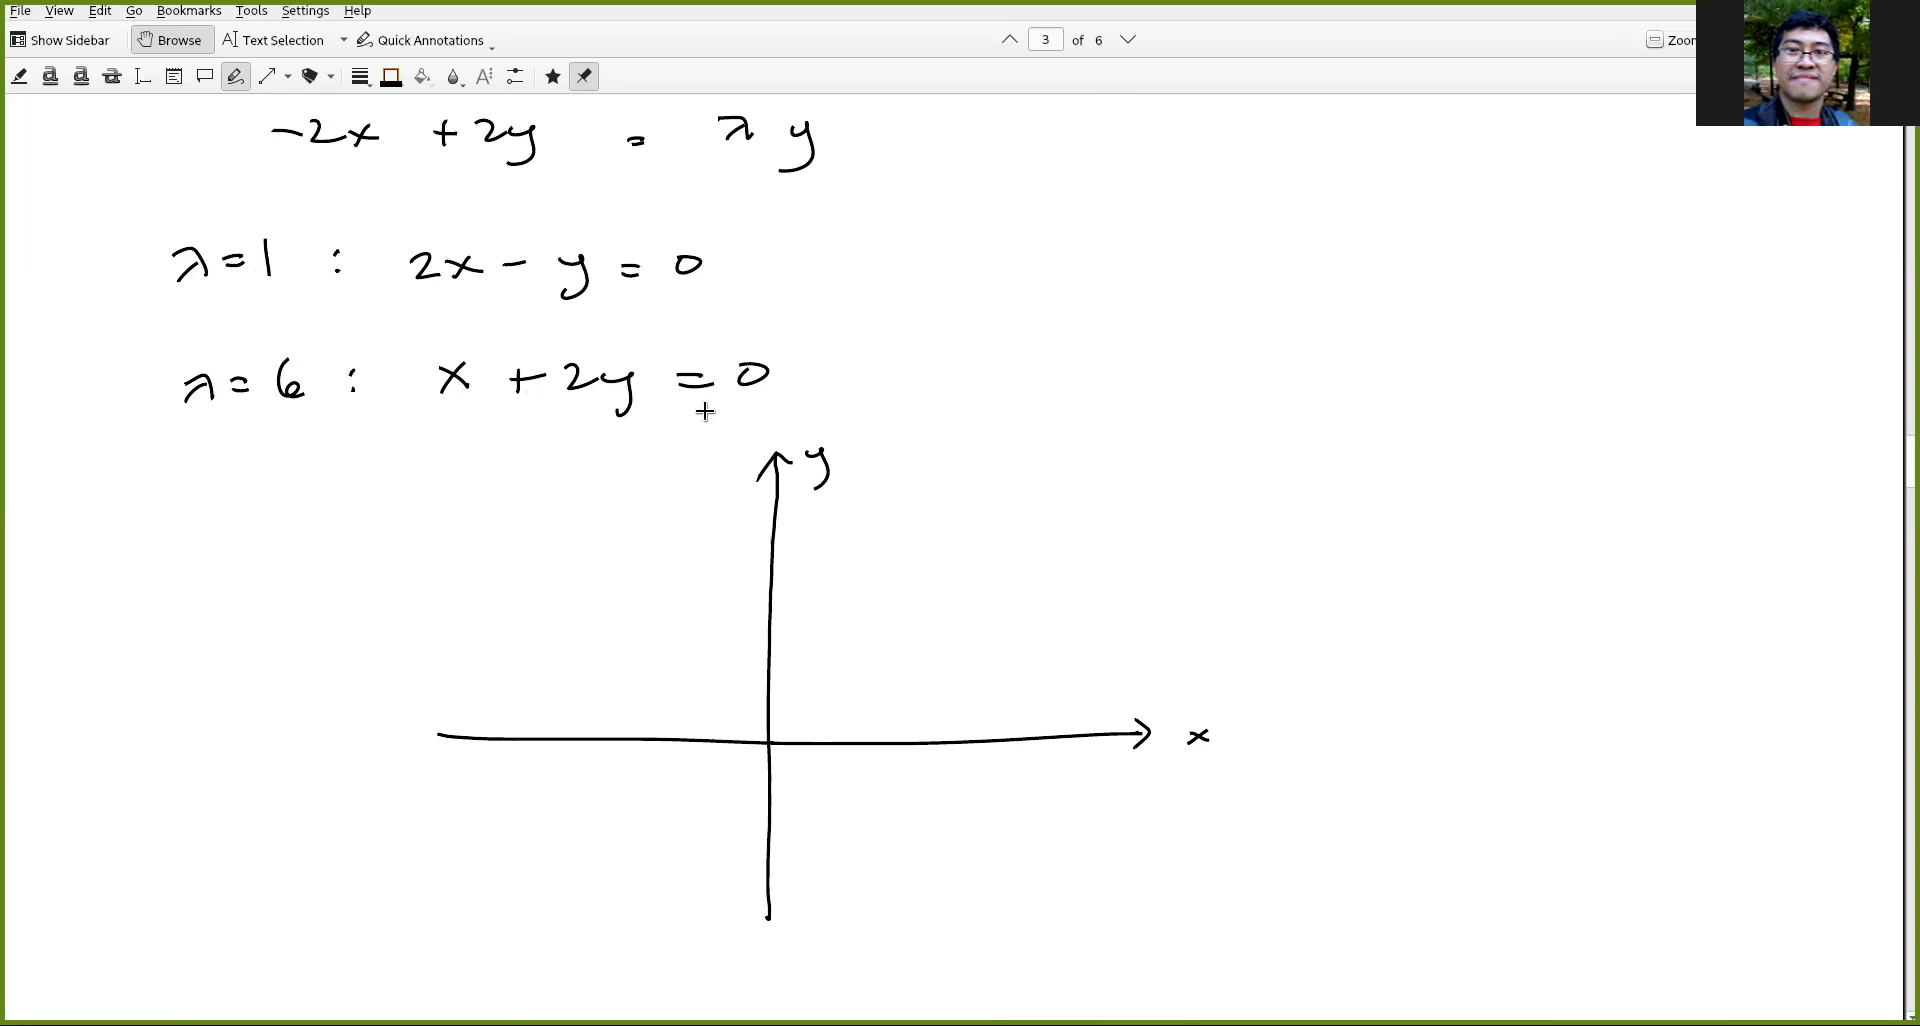 File View Edit Go Bookmarks Tools Settings Help
Show Sidebar Browse Text Selection Quick Annotations 3 of 6 Zoo
-2x + 2y = λ y
λ = 1 : 2x - y = 0
λ = 6 : x + 2y = 0
y
x